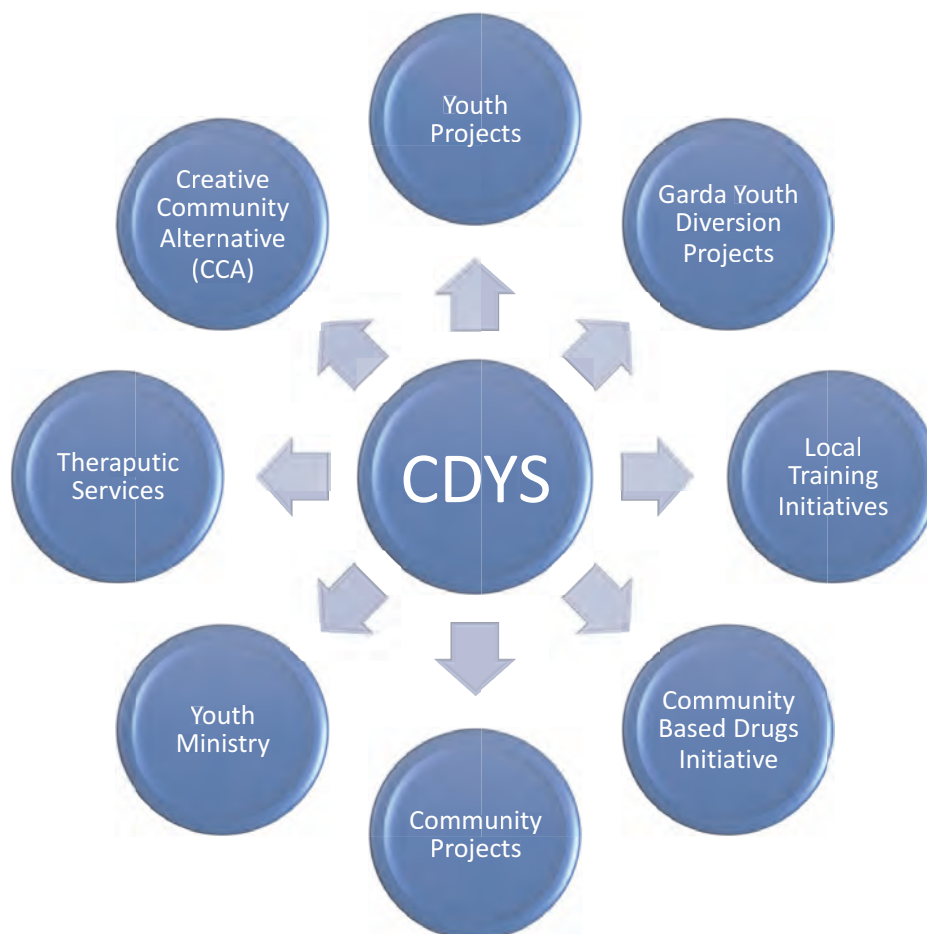 Youth
Projects
Creative
Community
Alternative
(CCA)
Garda Youth
Diversion
Projects
Theraputic
Services
CDYS
Local
Training
Initiatives
Youth
Ministry
Community
Based Drugs
Initiative
Community
Projects